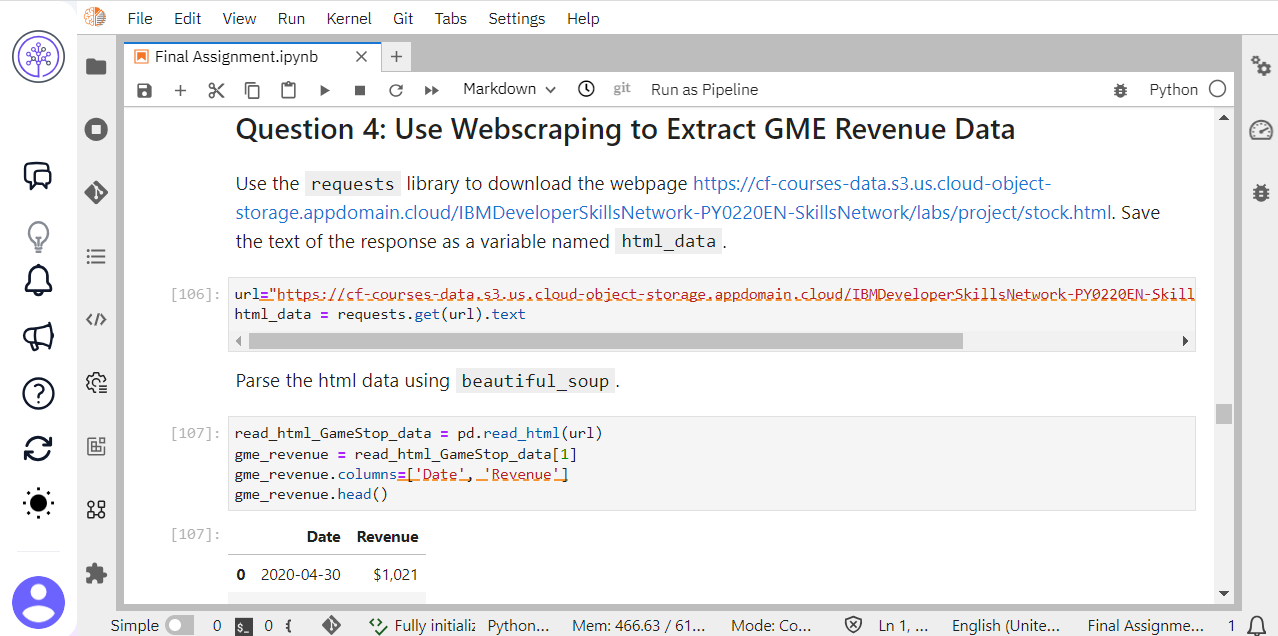 File Edit View Run Kernel Git Tabs Settings Help
Final Assignment.ipynb
Markdown git Run as Pipeline Python
Question 4: Use Webscraping to Extract GME Revenue Data
Use the requests library to download the webpage https://cf-courses-data.s3.us.cloud-object-
storage.appdomain.cloud/IBMDeveloperSkillsNetwork-PY0220EN-SkillsNetwork/labs/project/stock.html. Save
the text of the response as a variable named html_data.
[106]: url="https://cf-courses-data.s3.us.cloud-object-storage.appdomain.cloud/IBMDeveloperSkillsNetwork-PY0220EN-Skill
html_data = requests.get(url).text
Parse the html data using beautiful_soup.
[107]: read_html_GameStop_data = pd.read_html(url)
gme_revenue = read_html_GameStop_data[1]
gme_revenue.columns=['Date', 'Revenue']
gme_revenue.head()
[107]: Date Revenue
0 2020-04-30 $1,021
Simple 0 $_ 0 Fully initializ Python... Mem: 466.63 / 61... Mode: Co... Ln 1, ... English (Unite... Final Assignme... 1